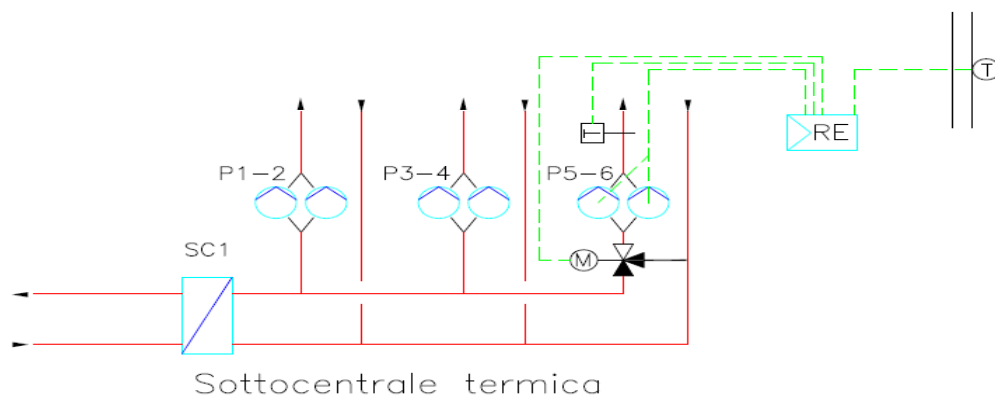 T
RE
T
P1-2
P3-4
P5-6
M
SC1
Sottocentrale termica